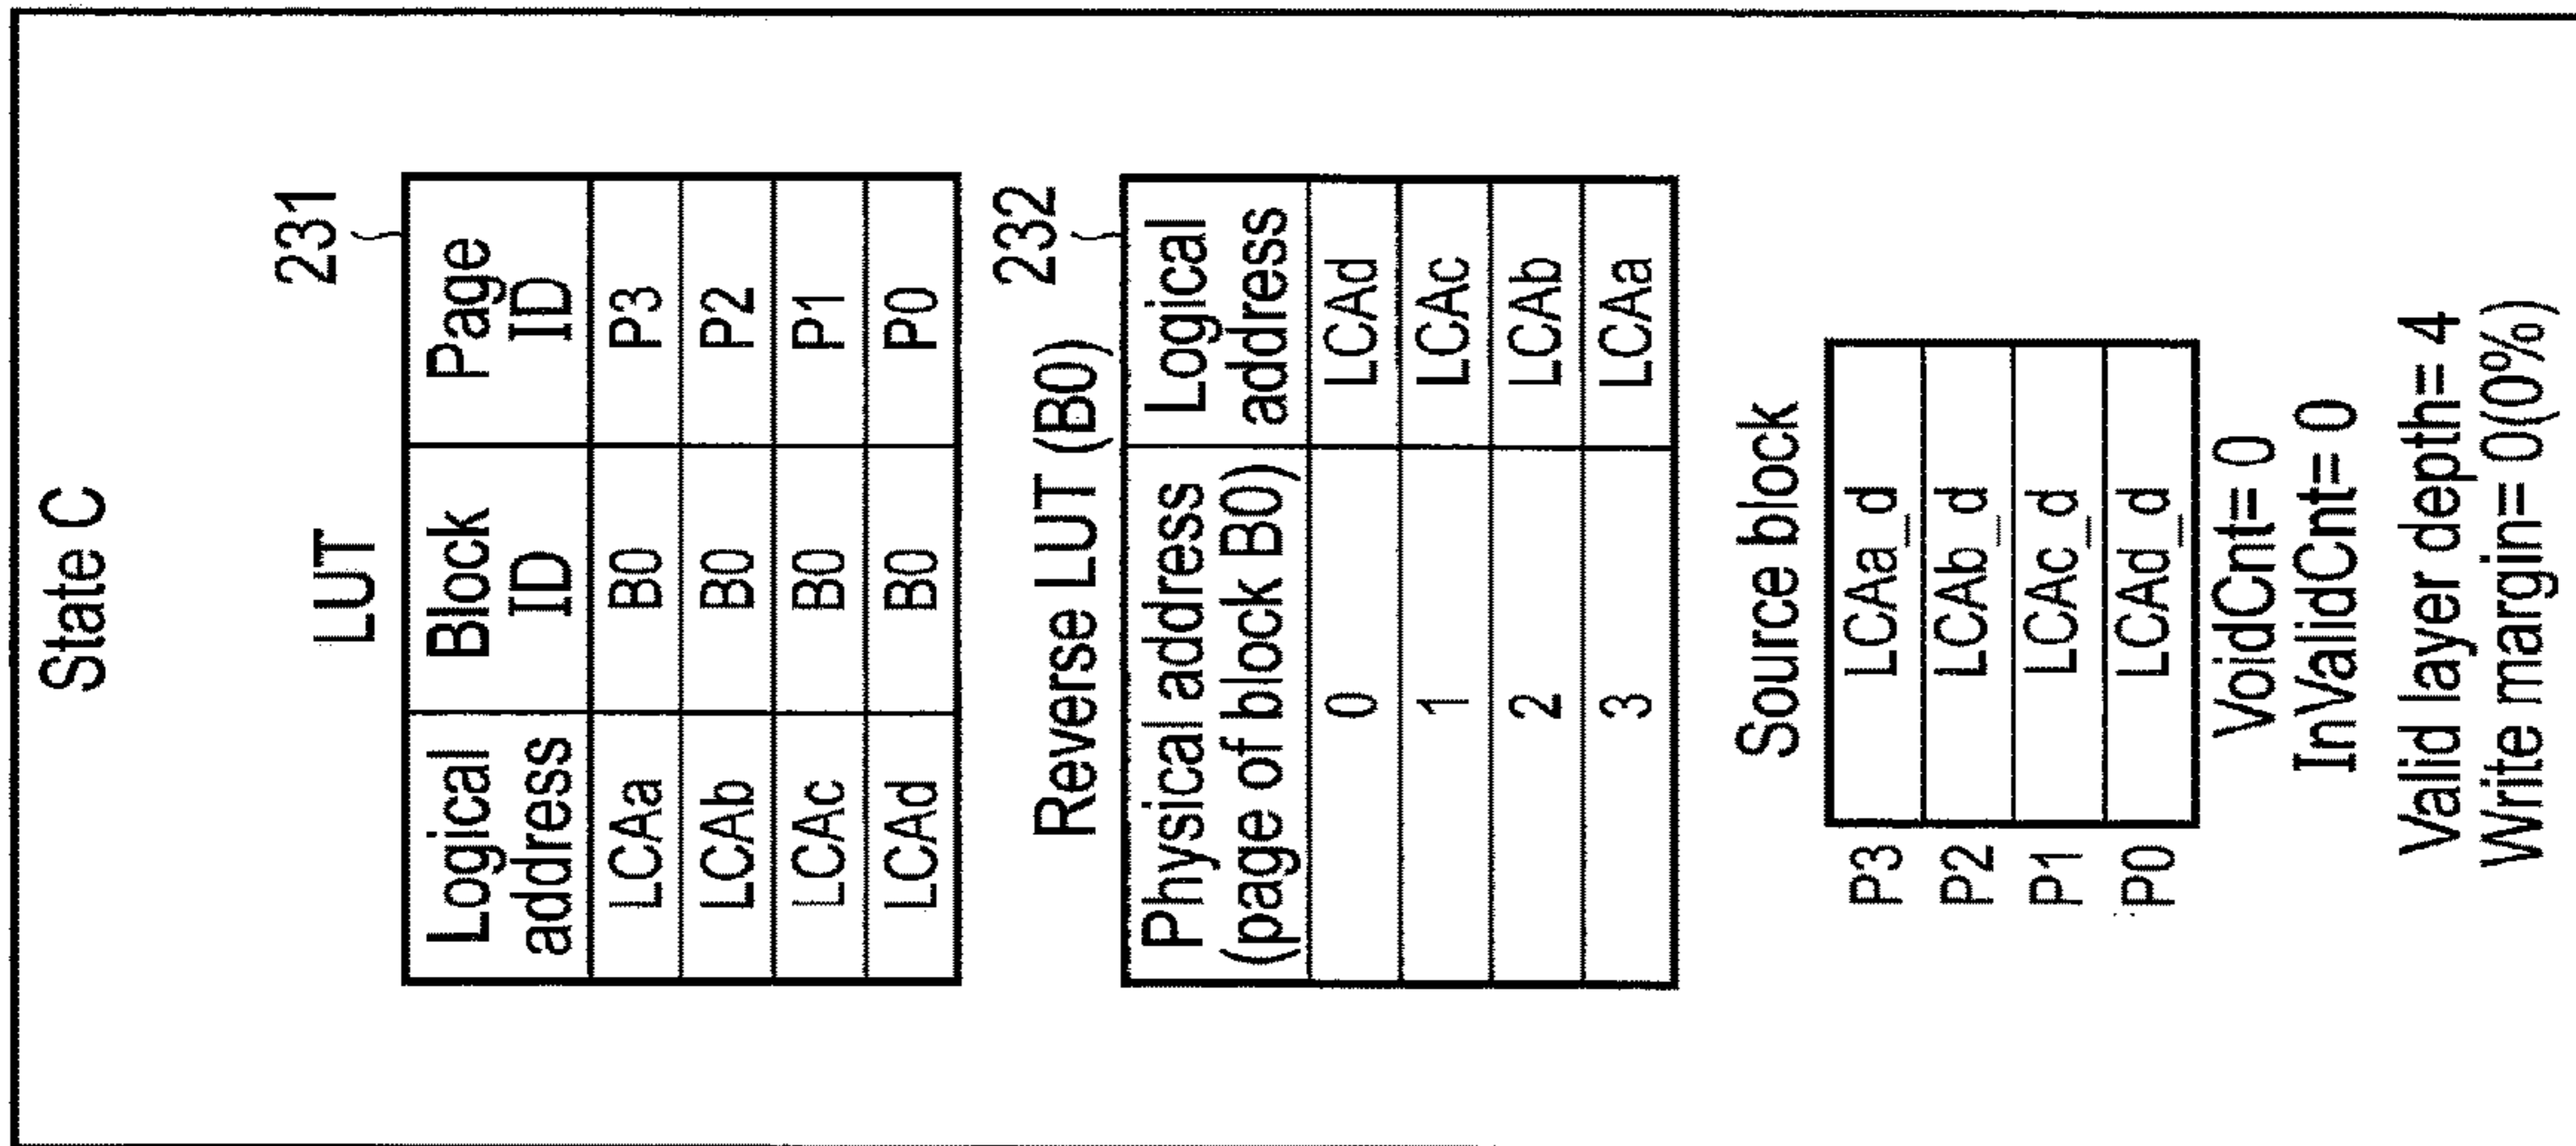 State C
LUT
231
Logical address Block ID Page ID
LCAa B0 P3
LCAb B0 P2
LCAc B0 P1
LCAd B0 P0
Reverse LUT (B0)
232
Physical address (page of block B0) Logical address
0 LCAd
1 LCAc
2 LCAb
3 LCAa
Source block
P3 LCAa_d
P2 LCAb_d
P1 LCAc_d
P0 LCAd_d
VoidCnt= 0
InValidCnt= 0
Valid layer depth= 4
Write margin= 0(0%)